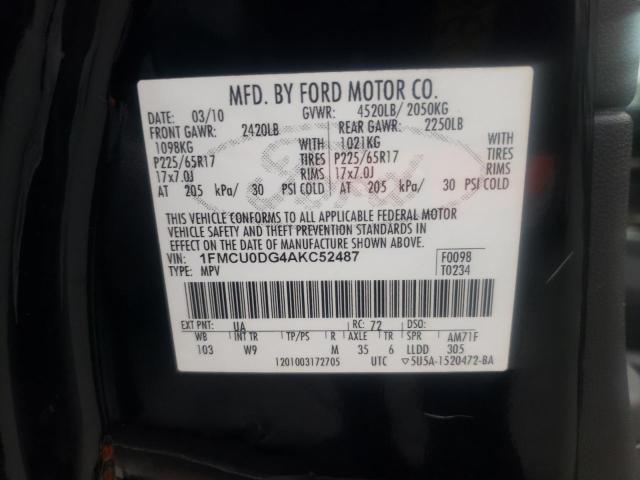 MFD. BY FORD MOTOR CO.
DATE: 03/10 GVWR: 4520LB/ 2050KG
FRONT GAWR: 2420LB REAR GAWR: 2250LB
1098KG WITH 1021KG WITH
P225/65R17 TIRES P225/65R17 TIRES
17x7.0J RIMS 17x7.0J RIMS
AT 205 kPa/ 30 PSI COLD AT 205 kPa/ 30 PSI COLD
THIS VEHICLE CONFORMS TO ALL APPLICABLE FEDERAL MOTOR
VEHICLE SAFETY AND THEFT PREVENTION STANDARDS IN
EFFECT ON THE DATE OF MANUFACTURE SHOWN ABOVE.
VIN: 1FMCU0DG4AKC52487 F0098
TYPE: MPV T0234
EXT PNT: UA RC: 72 DSO:
WB INT TR TP/PS R AXLE TR SPR AM71F
103 W9 M 35 6 LLDD 305
1201003172705 UTC 5U5A-1520472-BA
Ford